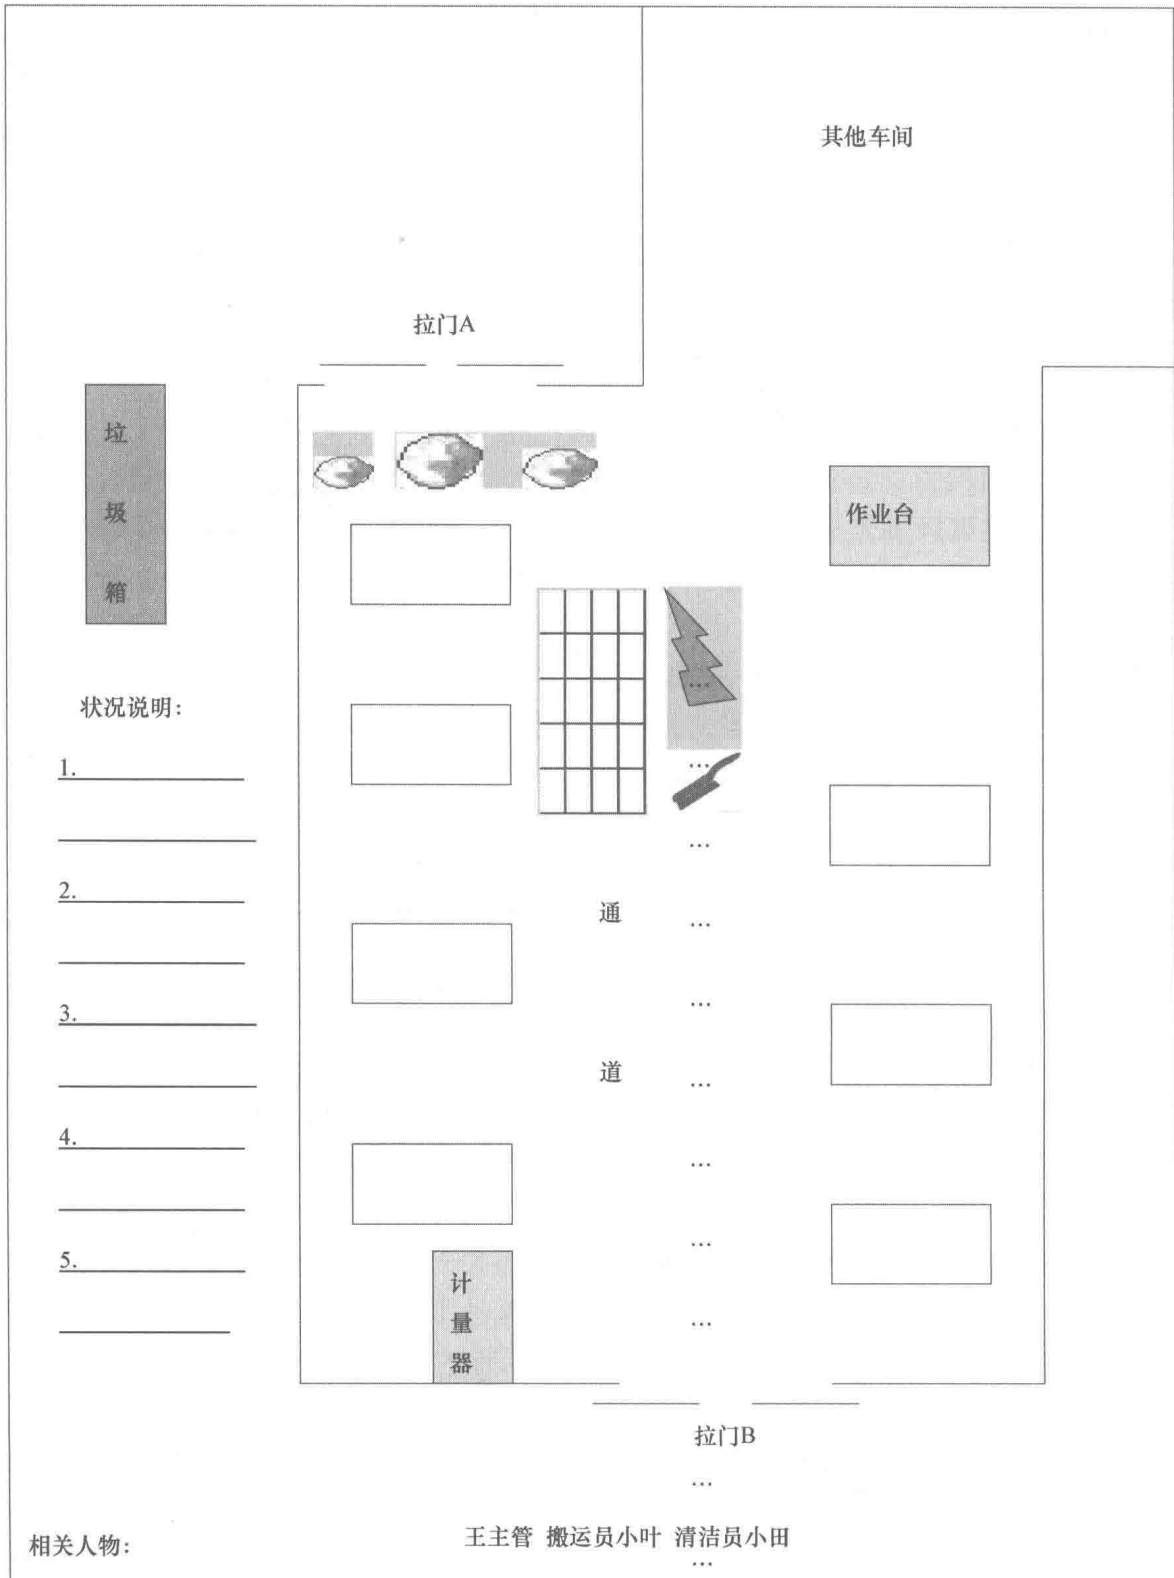 其他车间
拉门A
垃
圾
箱
作业台
…
状况说明：
1.
…
…
2.
通
…
3.
…
道
…
4.
…
5.
…
计
量
器
…
拉门B
…
相关人物：
王主管 搬运员小叶 清洁员小田
…